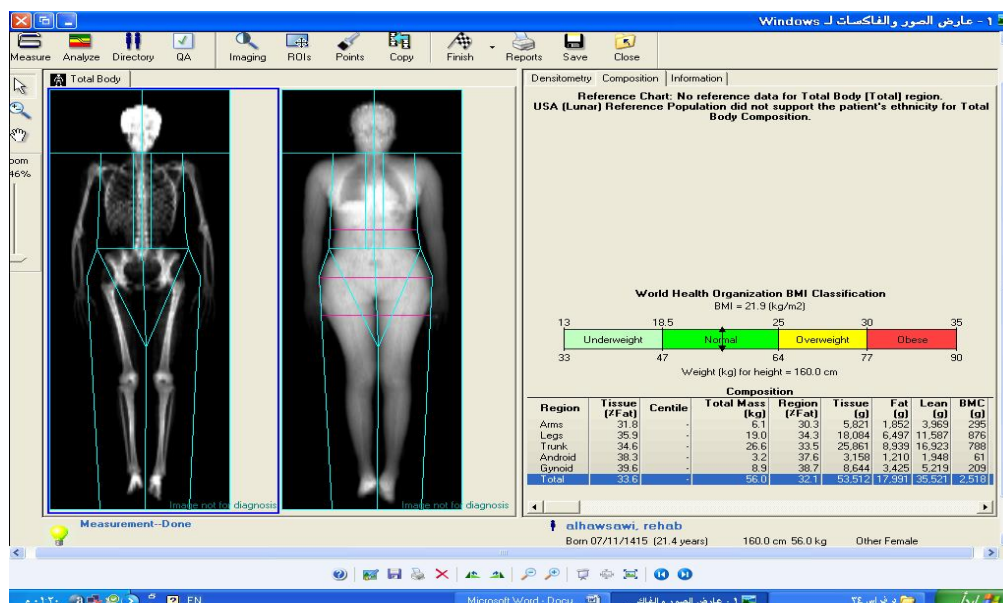 ١ - عارض الصور والفاكسات لـ Windows
Measure Analyze Directory QA Imaging ROIs Points Copy Finish Reports Save Close
Total Body
Densitometry Composition Information
Reference Chart: No reference data for Total Body [Total] region.
USA (Lunar) Reference Population did not support the patient's ethnicity for Total
Body Composition.
46%
World Health Organization BMI Classification
BMI = 21.9 (kg/m2)
13 18.5 25 30 35
Underweight Normal Overweight Obese
33 47 64 77 90
Weight (kg) for height = 160.0 cm
Composition
Region Tissue (%Fat) Centile Total Mass (kg) Region (%Fat) Tissue (g) Fat (g) Lean (g) BMC (g)
Arms 31.8 - 6.1 30.3 5,821 1,852 3,969 295
Legs 35.9 - 19.0 34.3 18,084 6,497 11,587 876
Trunk 34.6 - 26.6 33.5 25,861 8,939 16,923 788
Android 38.3 - 3.2 37.6 3,158 1,210 1,948 61
Gynoid 39.6 - 8.9 38.7 8,644 3,425 5,219 209
Total 33.6 - 56.0 32.1 53,512 17,991 35,521 2,518
Image not for diagnosis
Image not for diagnosis
Measurement--Done
alhawsawi, rehab
Born 07/11/1415 (21.4 years) 160.0 cm 56.0 kg Other Female
EN
Microsoft Word - Docu
١ - عارض الصور والفاك